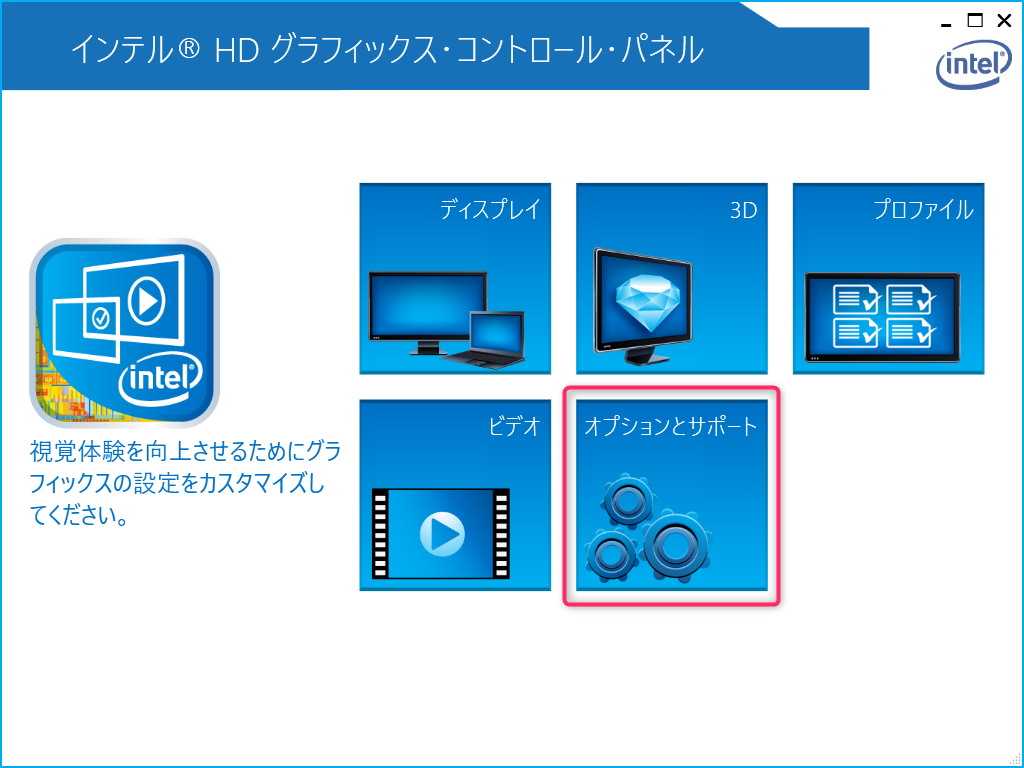 インテル® HD グラフィックス・コントロール・パネル
intel
ディスプレイ
3D
プロファイル
intel
視覚体験を向上させるためにグラ
フィックスの設定をカスタマイズし
てください。
ビデオ
オプションとサポート